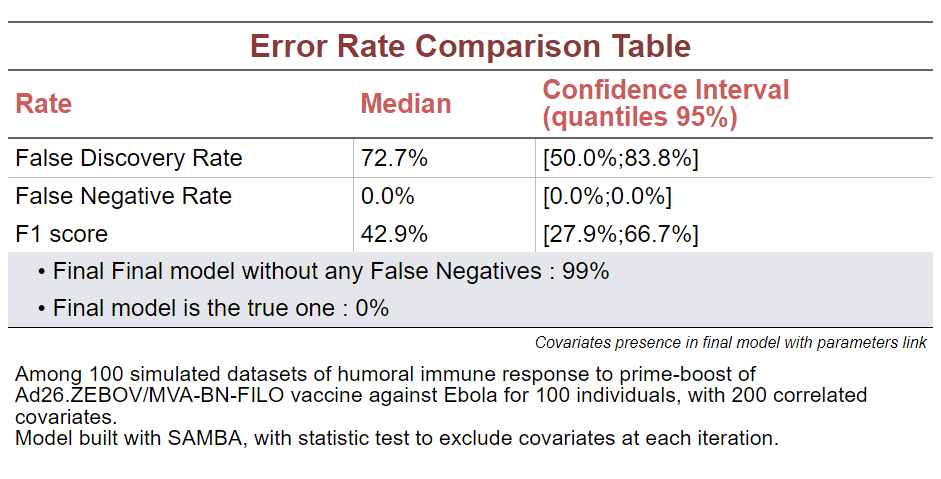 Error Rate Comparison Table
Rate Median Confidence Interval
(quantiles 95%)
False Discovery Rate 72.7% [50.0%;83.8%]
False Negative Rate 0.0% [0.0%;0.0%]
F1 score 42.9% [27.9%;66.7%]
• Final Final model without any False Negatives : 99%
• Final model is the true one : 0%
Covariates presence in final model with parameters link
Among 100 simulated datasets of humoral immune response to prime-boost of
Ad26.ZEBOV/MVA-BN-FILO vaccine against Ebola for 100 individuals, with 200 correlated
covariates.
Model built with SAMBA, with statistic test to exclude covariates at each iteration.